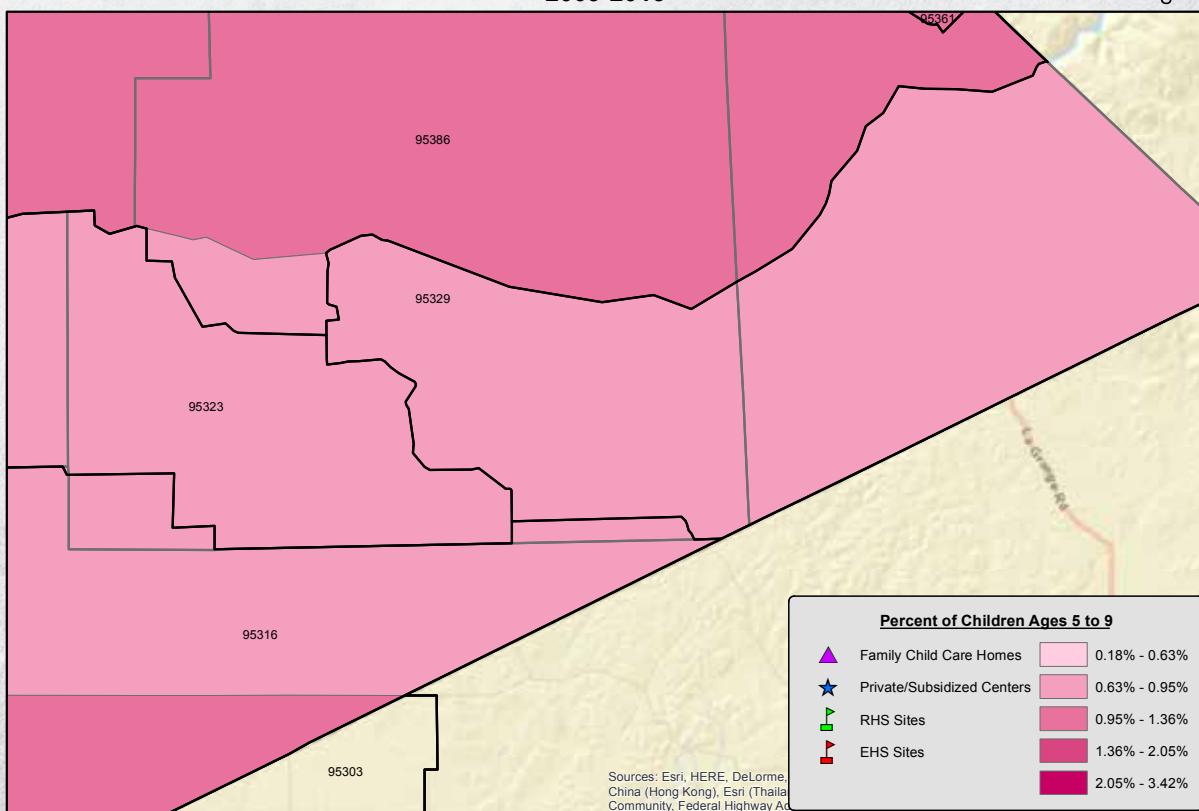 95361
95386
95329
95323
La Grange Rd
95316
95303
Percent of Children Ages 5 to 9
Family Child Care Homes
Private/Subsidized Centers
RHS Sites
EHS Sites
0.18% - 0.63%
0.63% - 0.95%
0.95% - 1.36%
1.36% - 2.05%
2.05% - 3.42%
Sources: Esri, HERE, DeLorme,
China (Hong Kong), Esri (Thaila
Community, Federal Highway Ad